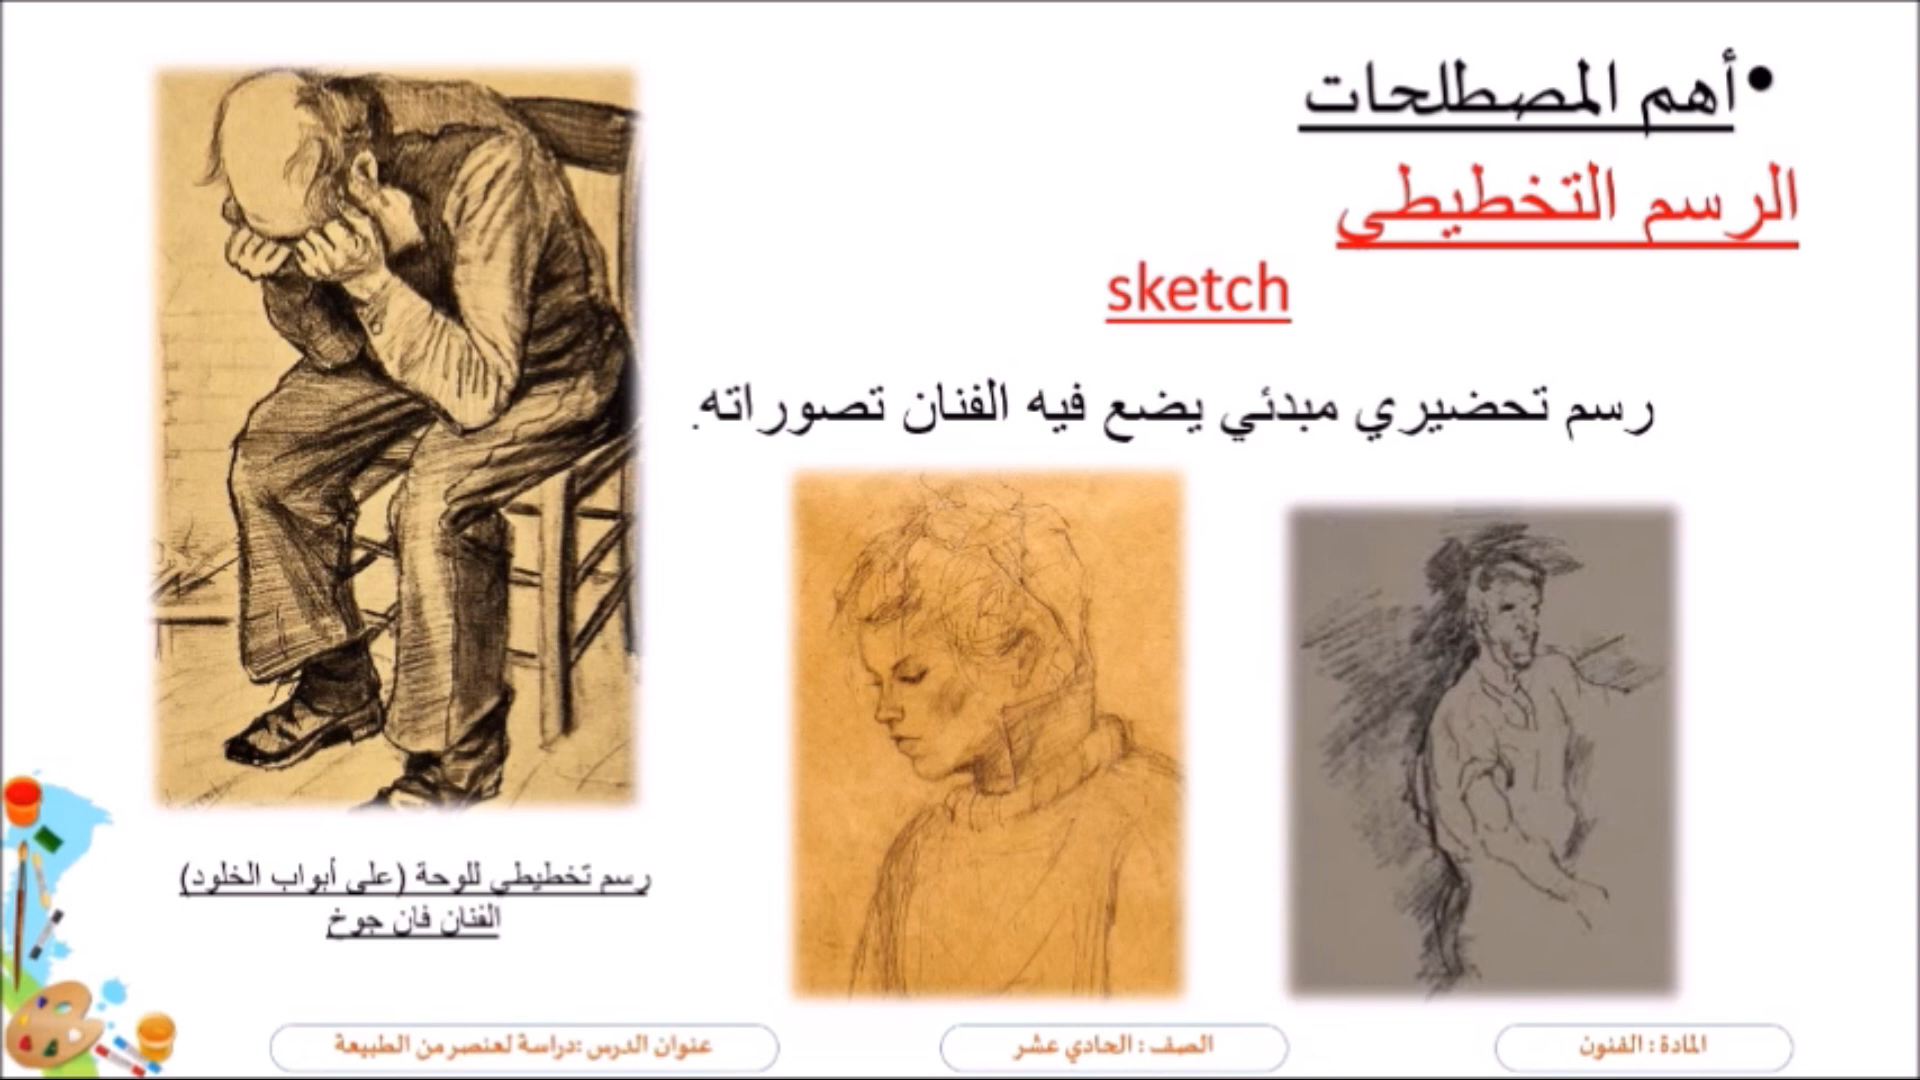 •أهم المصطلحات
الرسم التخطيطي
sketch
رسم تحضيري مبدئي يضع فيه الفنان تصوراته.
رسم تخطيطي للوحة (على أبواب الخلود)
الفنان فان جوخ
المادة : الفنون
الصف : الحادي عشر
عنوان الدرس :دراسة لعنصر من الطبيعة